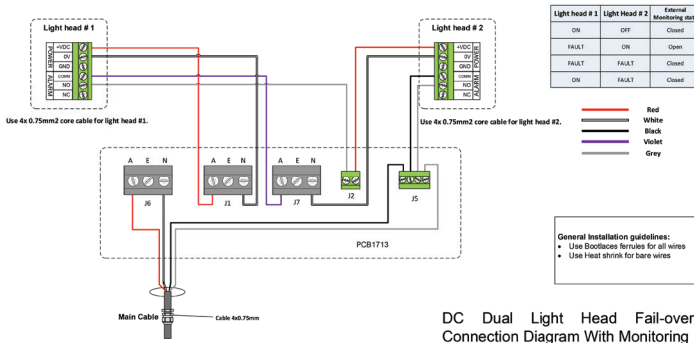 Light head # 1
+VDC
0V
GND
COMM
NO
NC
POWER
ALARM
Use 4x 0.75mm2 core cable for light head #1.
Light head # 2
+VDC
0V
GND
COMM
NO
NC
POWER
ALARM
Use 4x 0.75mm2 core cable for light head #2.
Light head # 1 Light Head # 2 External Monitoring stat
ON OFF Closed
FAULT ON Open
FAULT FAULT Closed
ON FAULT Closed
Red
White
Black
Violet
Grey
A E N
A E N
A E N
J6
J1
J7
J2
J5
PCB1713
Main Cable
Cable 4x0.75mm
General Installation guidelines:
• Use Bootlaces ferrules for all wires
• Use Heat shrink for bare wires
DC Dual Light Head Fail-over
Connection Diagram With Monitoring